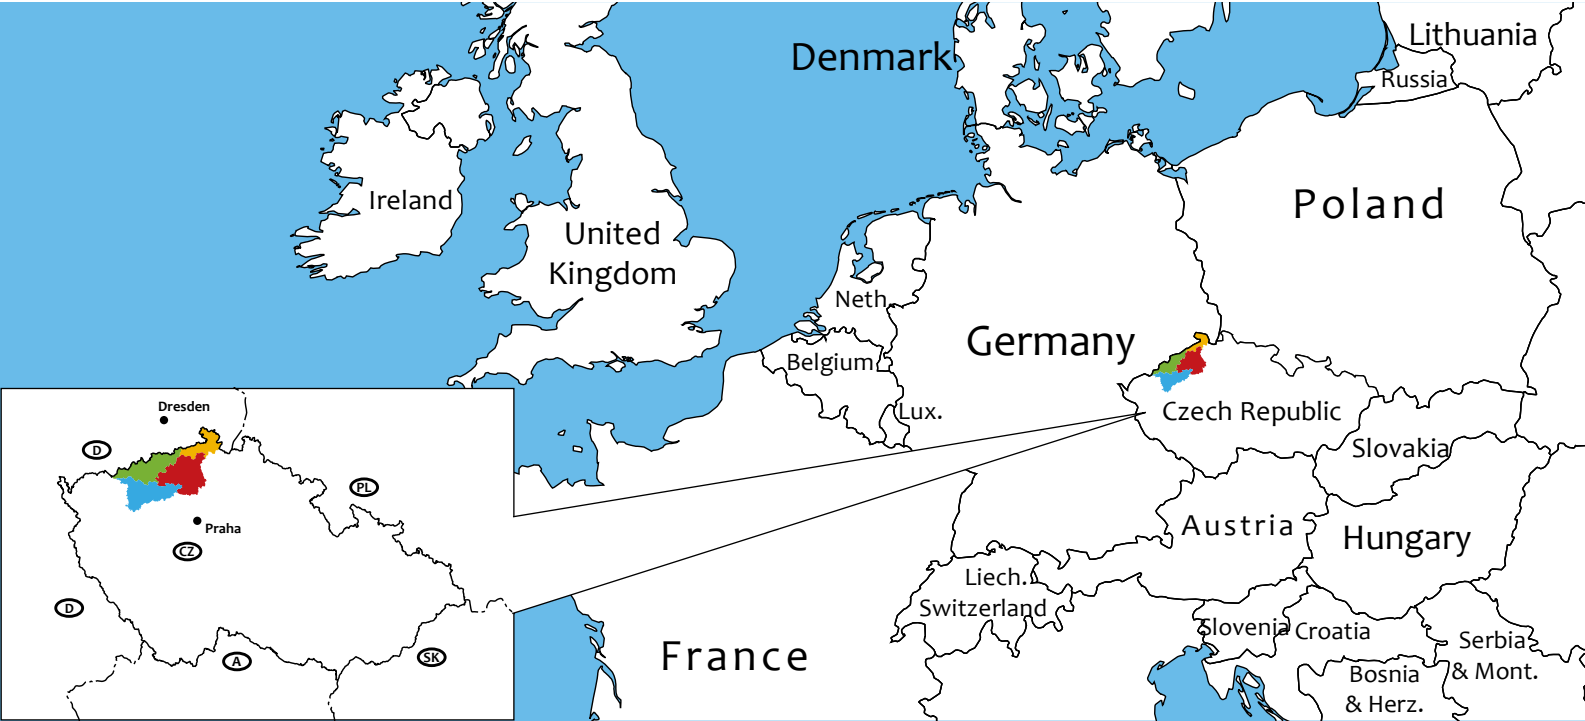 Denmark
Lithuania
Russia
Ireland
Poland
United
Kingdom
Neth.
Germany
Belgium
Lux.
Czech Republic
Slovakia
Austria
Hungary
Liech.
Switzerland
Slovenia
Croatia
Serbia
& Mont.
France
Bosnia
& Herz.
Dresden
D
PL
Praha
CZ
D
A
SK